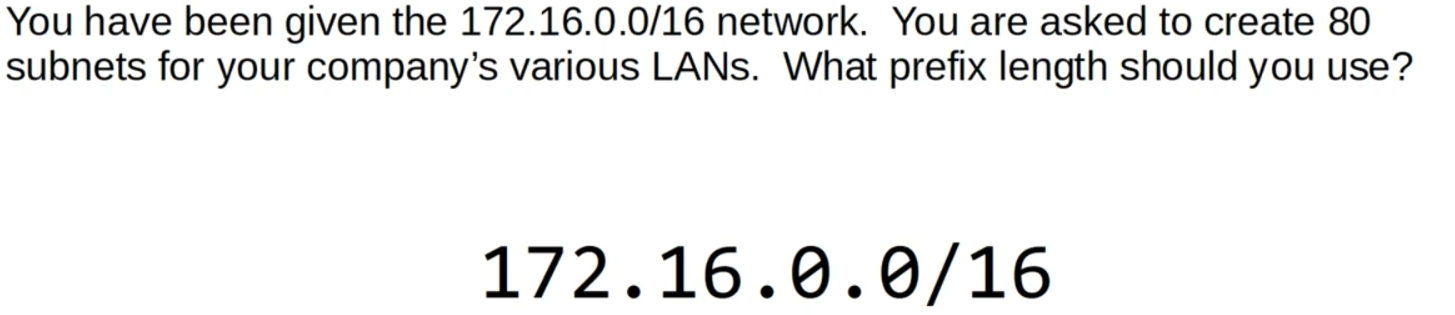 You have been given the 172.16.0.0/16 network.  You are asked to create 80
subnets for your company’s various LANs.  What prefix length should you use?
172.16.0.0/16